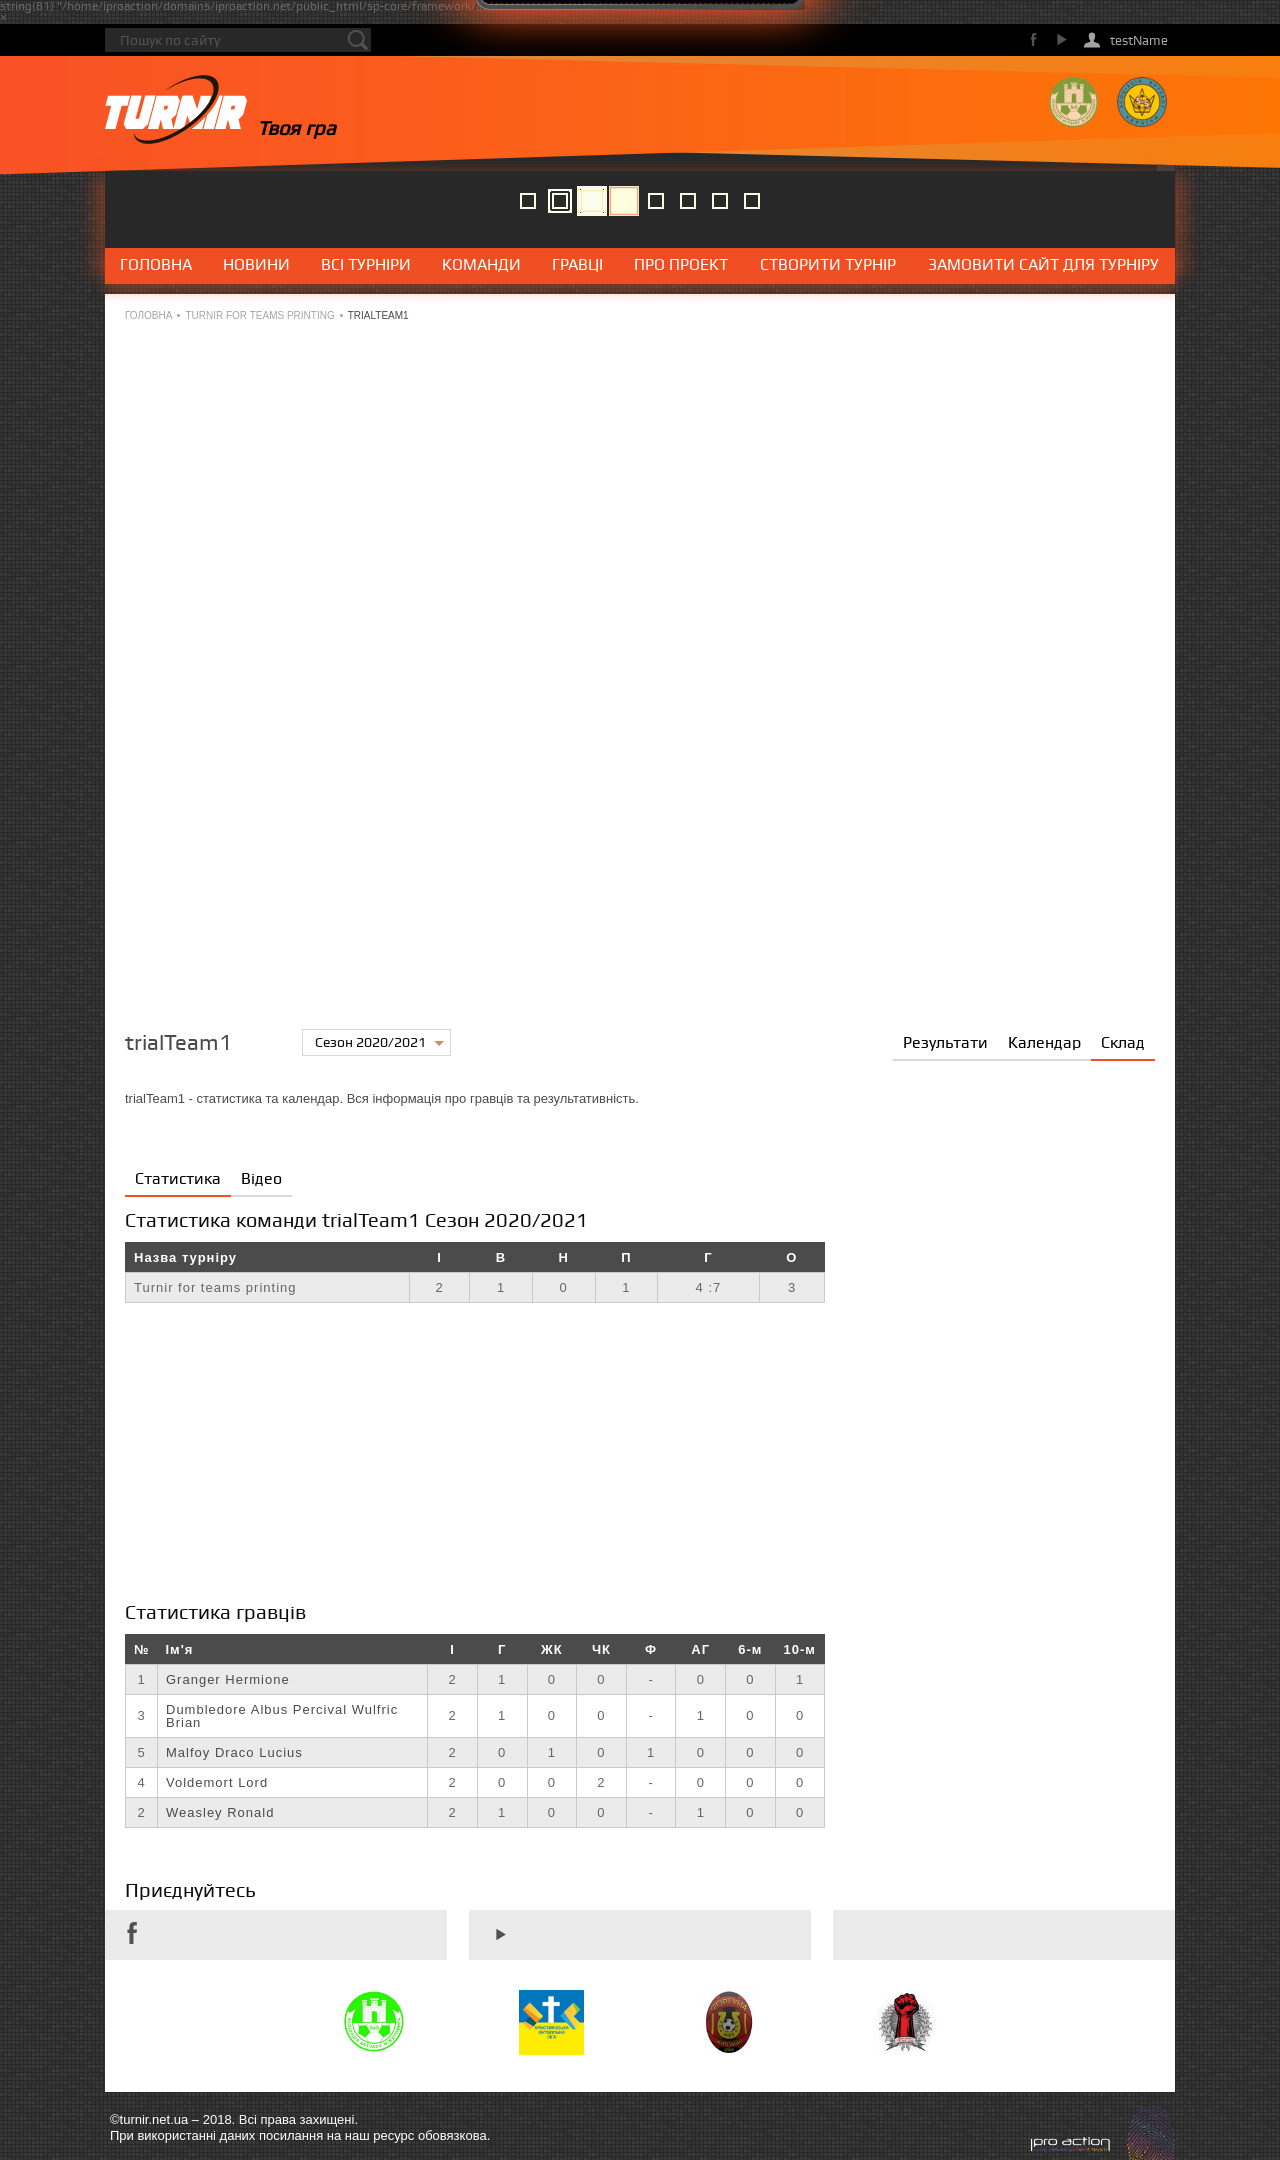 string(81) "/home/iproaction/domains/iproaction.net/public_html/sp-core/framework/
×
Пошук по сайту
testName
TURNIR
Твоя гра
ГОЛОВНА НОВИНИ ВСІ ТУРНІРИ КОМАНДИ ГРАВЦІ ПРО ПРОЕКТ СТВОРИТИ ТУРНІР ЗАМОВИТИ САЙТ ДЛЯ ТУРНІРУ
ГОЛОВНА • TURNIR FOR TEAMS PRINTING • TRIALTEAM1
trialTeam1 Сезон 2020/2021 Результати Календар Склад
trialTeam1 - статистика та календар. Вся інформація про гравців та результативність.
Статистика Відео
Статистика команди trialTeam1 Сезон 2020/2021
Назва турніру І В Н П Г О
Turnir for teams printing 2 1 0 1 4 :7 3
Статистика гравців
№ Ім'я І Г ЖК ЧК Ф АГ 6-м 10-м
1 Granger Hermione 2 1 0 0 - 0 0 1
3 Dumbledore Albus Percival Wulfric
Brian 2 1 0 0 - 1 0 0
5 Malfoy Draco Lucius 2 0 1 0 1 0 0 0
4 Voldemort Lord 2 0 0 2 - 0 0 0
2 Weasley Ronald 2 1 0 0 - 1 0 0
Приєднуйтесь
©turnir.net.ua – 2018. Всі права захищені.
При використанні даних посилання на наш ресурс обовязкова.
pro action